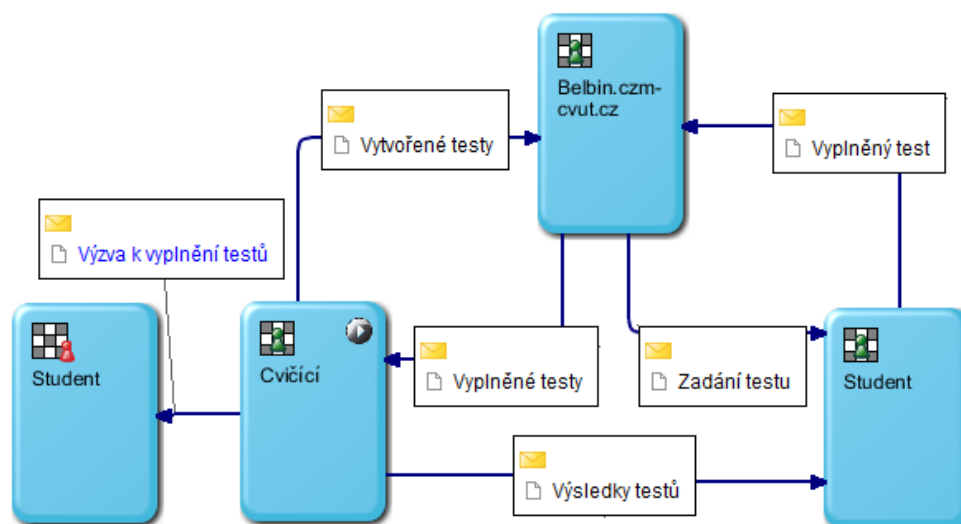 Belbin.czm-
cvut.cz
Vytvořené testy
Vyplněný test
Výzva k vyplnění testů
Student
Cvičící
Vyplněné testy
Zadání testu
Student
Výsledky testů